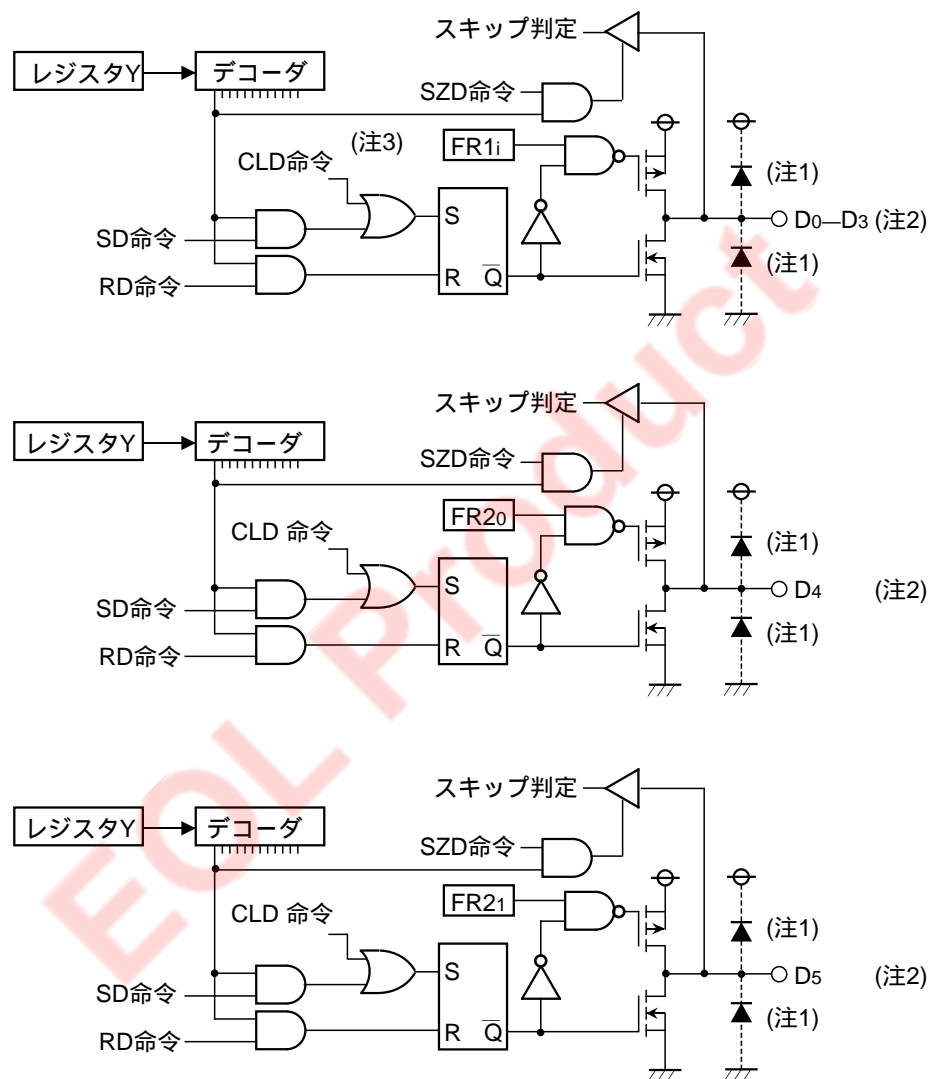 スキップ判定
レジスタY デコーダ
SZD命令
(注3)
FR1i
CLD命令
(注1)
S
D0—D3 (注2)
SD命令
(注1)
RD命令
R Q̅
スキップ判定
レジスタY デコーダ
SZD命令
FR20
CLD 命令
(注1)
S
D4 (注2)
SD命令
(注1)
R Q̅
RD命令
スキップ判定
レジスタY デコーダ
SZD命令
FR21
CLD 命令
(注1)
S
D5 (注2)
SD命令
(注1)
R Q̅
RD命令
EOL Product